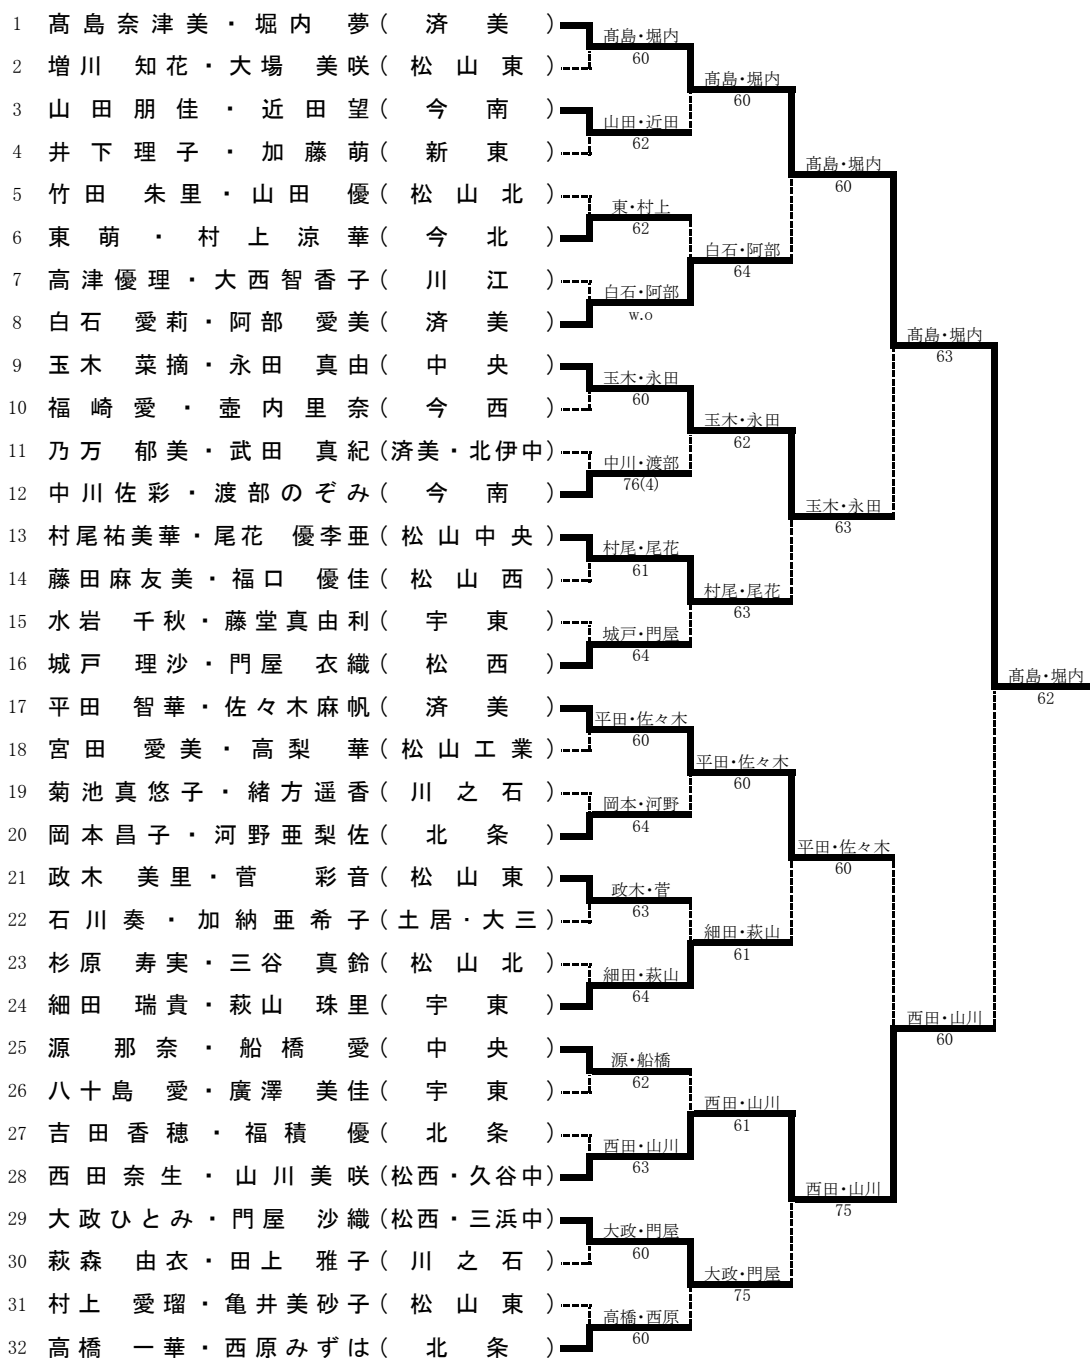 1 髙島奈津美・堀内 夢(済美)
髙島・堀内
60
2 増川 知花・大場 美咲(松山東)
髙島・堀内
60
3 山田朋佳・近田望(今南)
山田・近田
62
4 井下理子・加藤萌(新東)
髙島・堀内
60
5 竹田 朱里・山田 優(松山北)
東・村上
62
6 東萌・村上涼華(今北)
白石・阿部
64
7 高津優理・大西智香子(川江)
白石・阿部
w.o
8 白石 愛莉・阿部 愛美(済美)
髙島・堀内
63
9 玉木 菜摘・永田 真由(中央)
玉木・永田
60
10 福崎愛・壺内里奈(今西)
玉木・永田
62
11 乃万 郁美・武田 真紀(済美・北伊中)
中川・渡部
76(4)
12 中川佐彩・渡部のぞみ(今南)
玉木・永田
63
13 村尾祐美華・尾花 優李亜(松山中央)
村尾・尾花
61
14 藤田麻友美・福口 優佳(松山西)
村尾・尾花
63
15 水岩 千秋・藤堂真由利(宇東)
城戸・門屋
64
16 城戸 理沙・門屋 衣織(松西)
髙島・堀内
62
17 平田 智華・佐々木麻帆(済美)
平田・佐々木
60
18 宮田 愛美・高梨 華(松山工業)
平田・佐々木
60
19 菊池真悠子・緒方遥香(川之石)
岡本・河野
64
20 岡本昌子・河野亜梨佐(北条)
平田・佐々木
60
21 政木 美里・菅 彩音(松山東)
政木・菅
63
22 石川奏・加納亜希子(土居・大三)
細田・萩山
61
23 杉原 寿実・三谷 真鈴(松山北)
細田・萩山
64
24 細田 瑞貴・萩山 珠里(宇東)
西田・山川
60
25 源 那奈・船橋 愛(中央)
源・船橋
62
26 八十島 愛・廣澤 美佳(宇東)
西田・山川
61
27 吉田香穂・福積 優(北条)
西田・山川
63
28 西田奈生・山川美咲(松西・久谷中)
西田・山川
75
29 大政ひとみ・門屋 沙織(松西・三浜中)
大政・門屋
60
30 萩森 由衣・田上 雅子(川之石)
大政・門屋
75
31 村上 愛瑠・亀井美砂子(松山東)
高橋・西原
60
32 高橋 一華・西原みずは(北条)